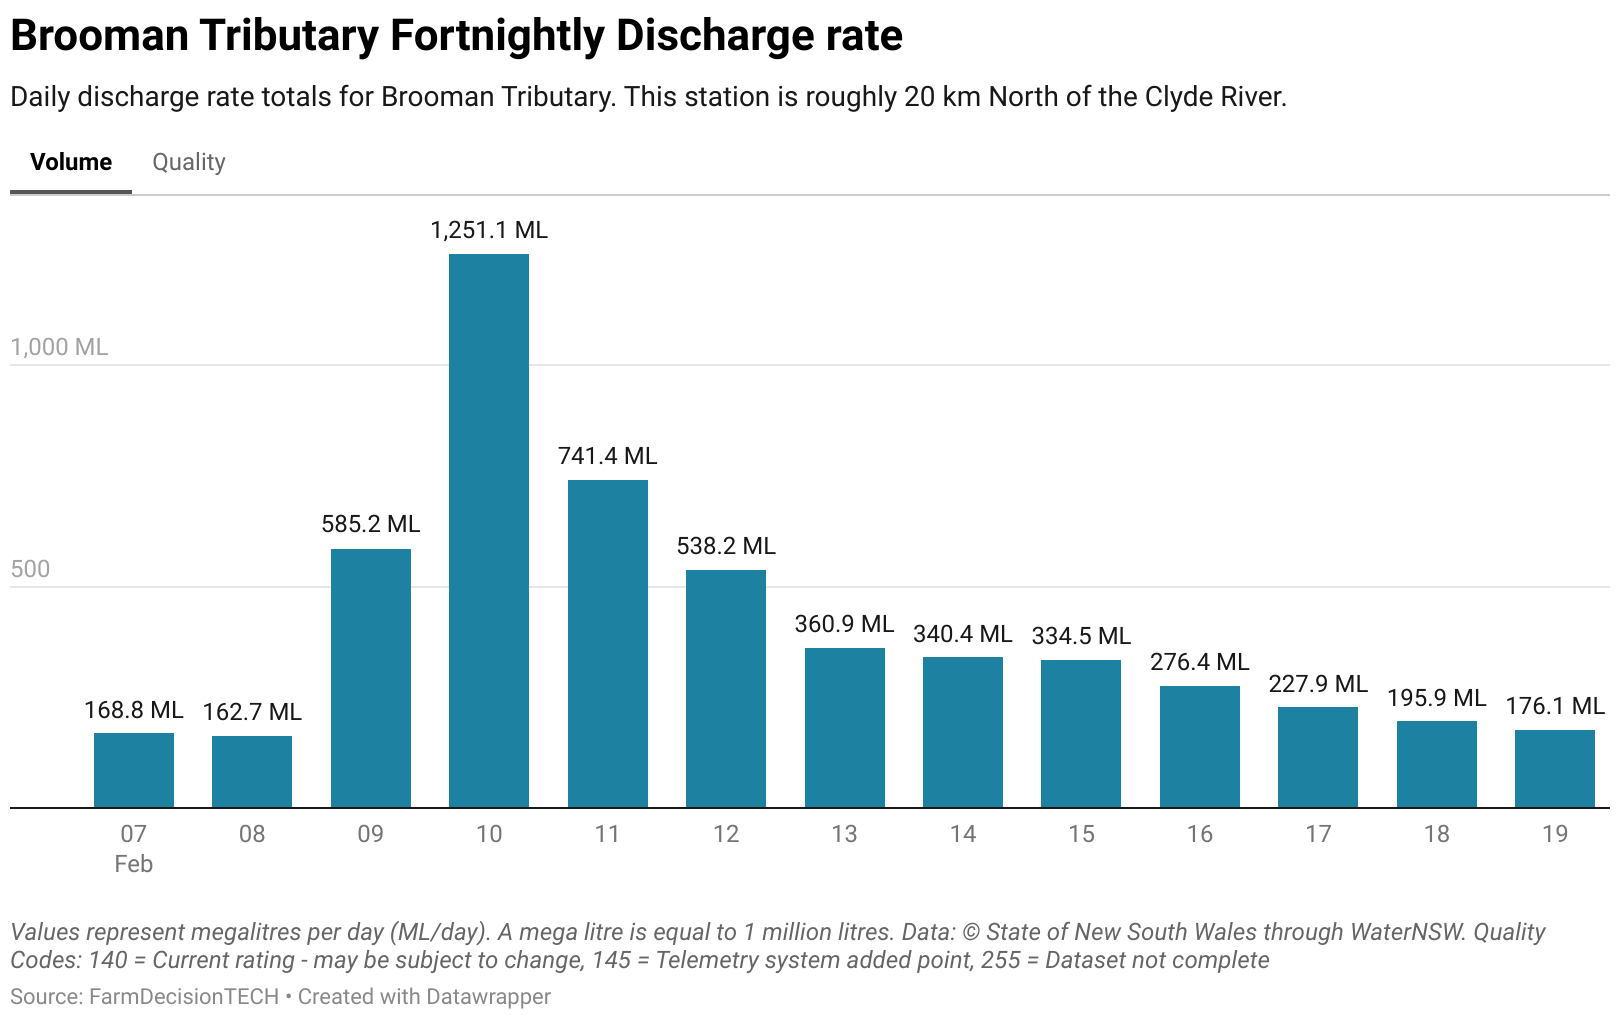 Brooman Tributary Fortnightly Discharge rate
Daily discharge rate totals for Brooman Tributary. This station is roughly 20 km North of the Clyde River.
Volume Quality
1,251.1 ML
1,000 ML
741.4 ML
585.2 ML
538.2 ML
500
360.9 ML
340.4 ML
334.5 ML
276.4 ML
227.9 ML
195.9 ML
176.1 ML
168.8 ML
162.7 ML
07 08 09 10 11 12 13 14 15 16 17 18 19
Feb
Values represent megalitres per day (ML/day). A mega litre is equal to 1 million litres. Data: © State of New South Wales through WaterNSW. Quality
Codes: 140 = Current rating - may be subject to change, 145 = Telemetry system added point, 255 = Dataset not complete
Source: FarmDecisionTECH • Created with Datawrapper